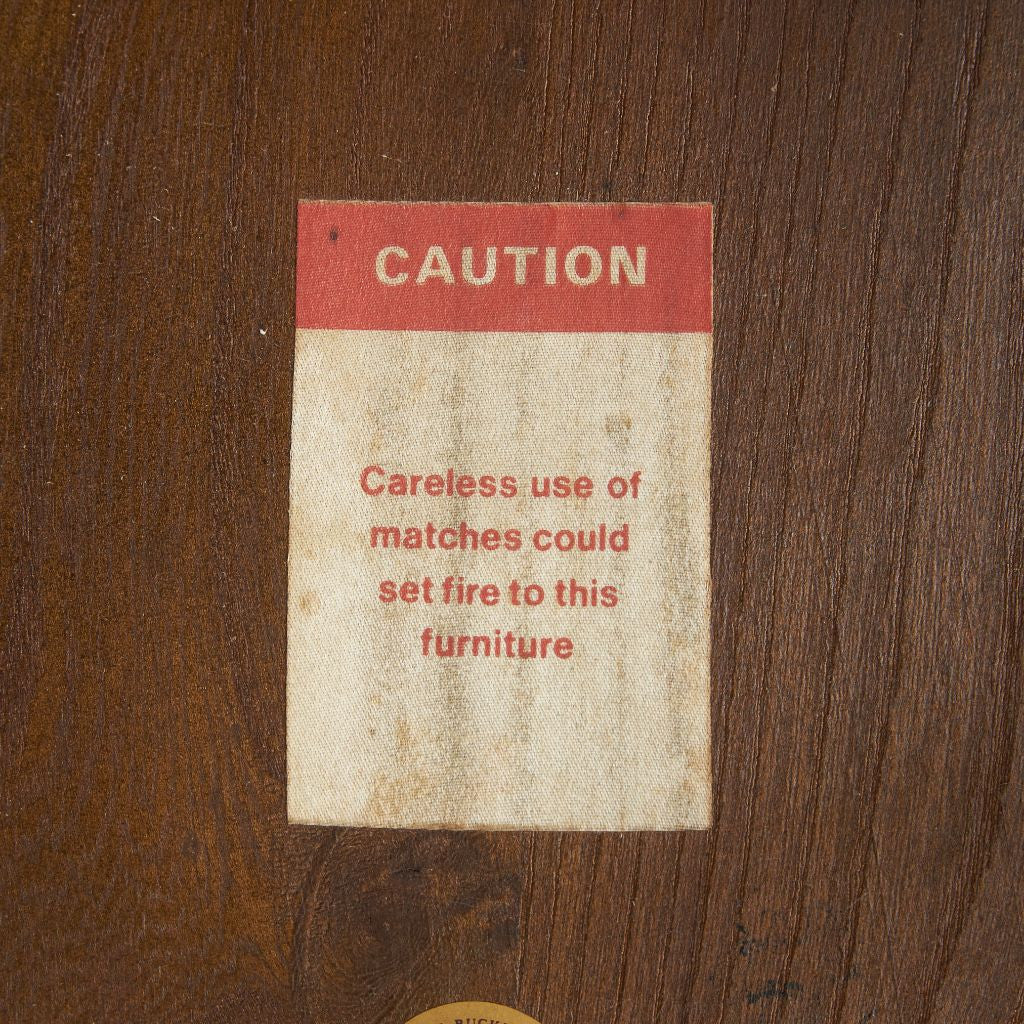 CAUTION
Careless use of
matches could
set fire to this
furniture